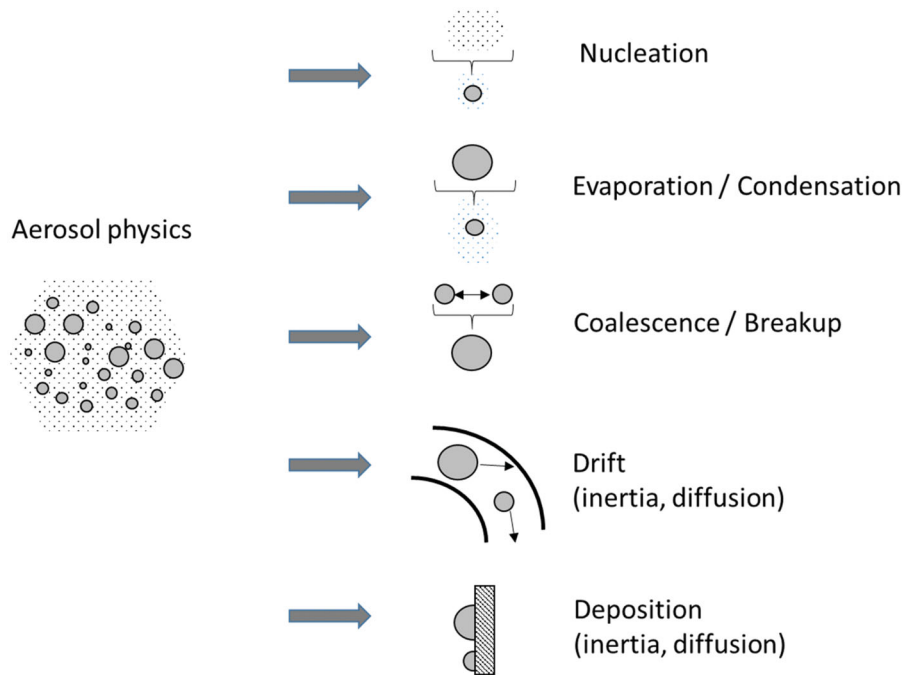 Aerosol physics
Nucleation
Evaporation / Condensation
Coalescence / Breakup
Drift
(inertia, diffusion)
Deposition
(inertia, diffusion)